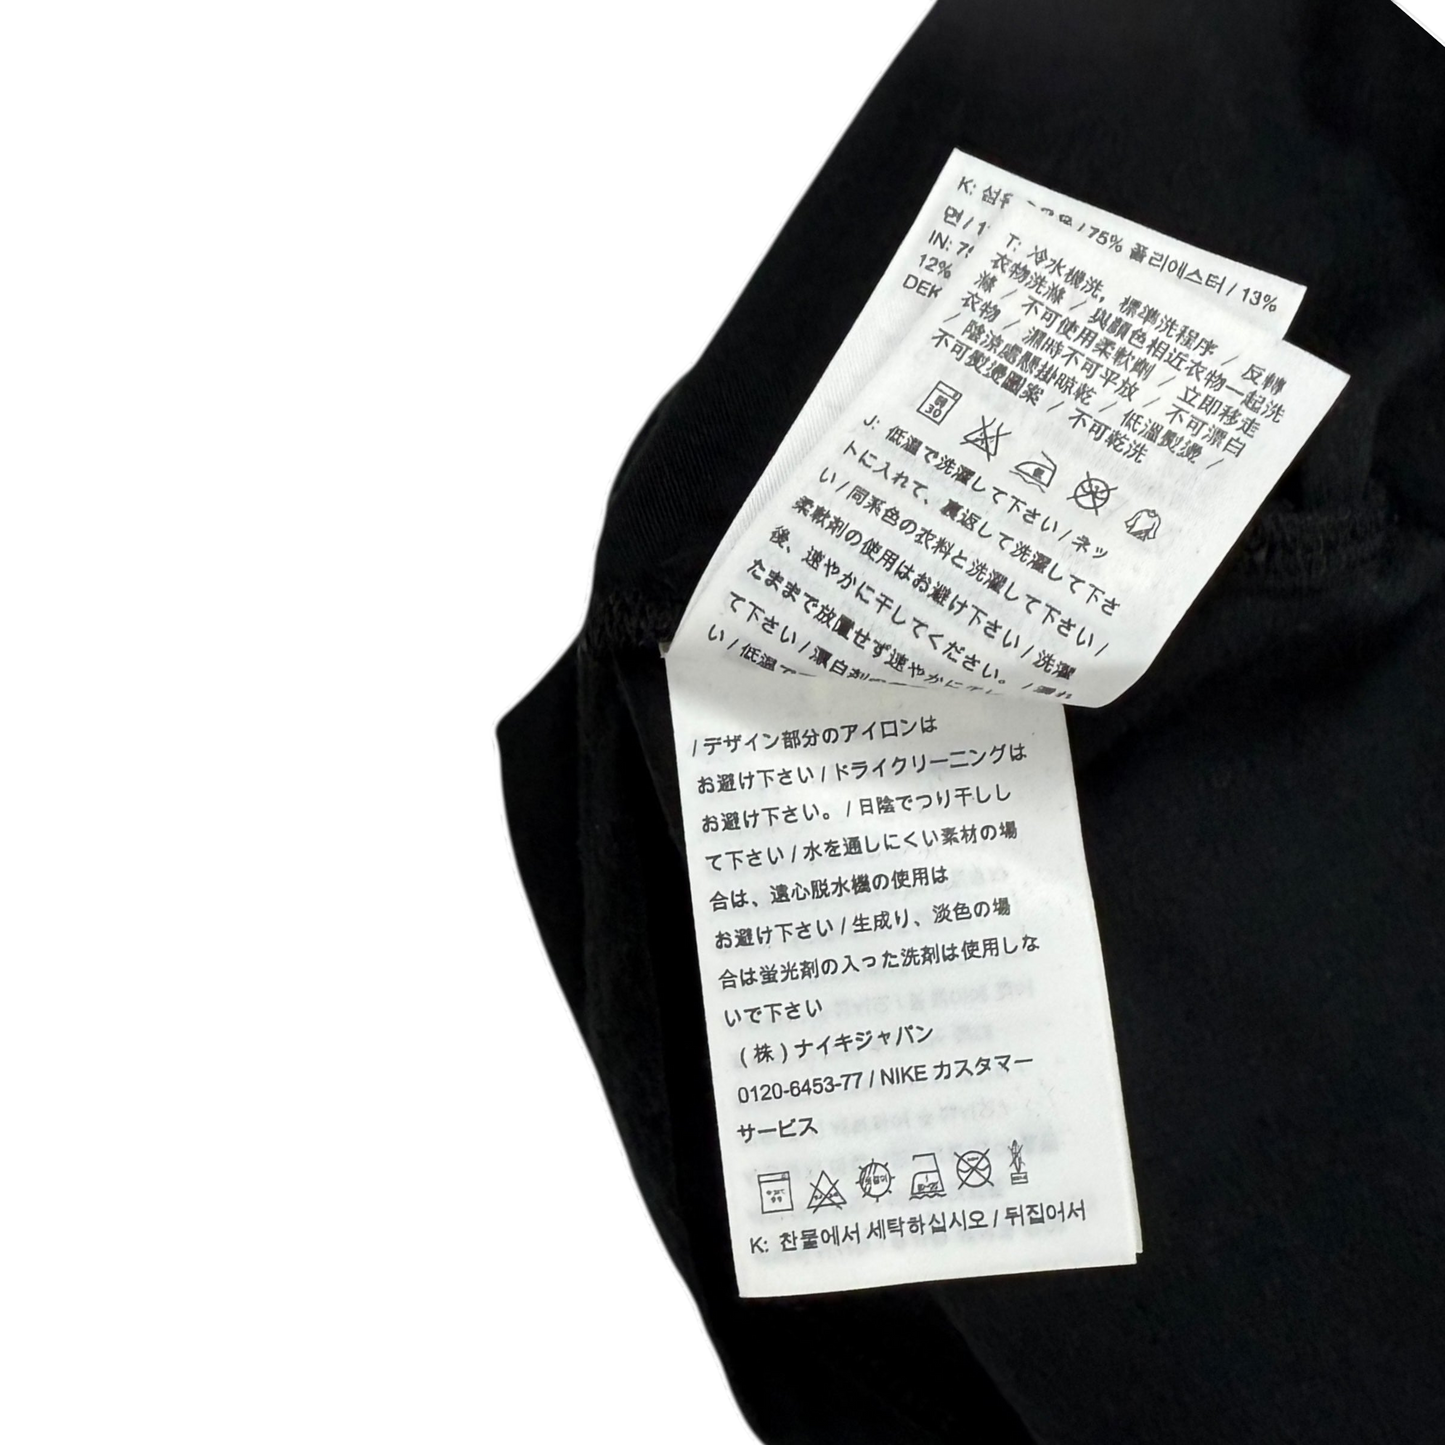 K: 섬유
/ 75% 폴리에스터 / 13%
면 / 1
IN: 7
12%
DEK
T: 冷水機洗, 標準洗程序 / 反轉
衣物洗滌 / 與顏色相近衣物一起洗
滌 / 不可使用柔軟劑 / 立即移走
衣物 / 濕時不可平放 / 不可漂白
/ 陰涼處懸掛晾乾 / 低溫熨燙 /
不可熨燙圖案 / 不可乾洗
30
J: 低温で洗濯して下さい / ネッ
トに入れて、裏返して洗濯して下さ
い / 同系色の衣料と洗濯して下さい /
柔軟剤の使用はお避け下さい / 洗濯
後、速やかに干してください。 / 濡れ
たままで放置せず速やかに干し
て下さい / 漂白剤の
い / 低温で
/ デザイン部分のアイロンは
お避け下さい / ドライクリーニングは
お避け下さい。 / 日陰でつり干しし
て下さい / 水を通しにくい素材の場
合は、遠心脱水機の使用は
お避け下さい / 生成り、淡色の場
合は蛍光剤の入った洗剤は使用しな
いで下さい
( 株 ) ナイキジャパン
0120-6453-77 / NIKE カスタマー
サービス
K: 찬물에서 세탁하십시오 / 뒤집어서